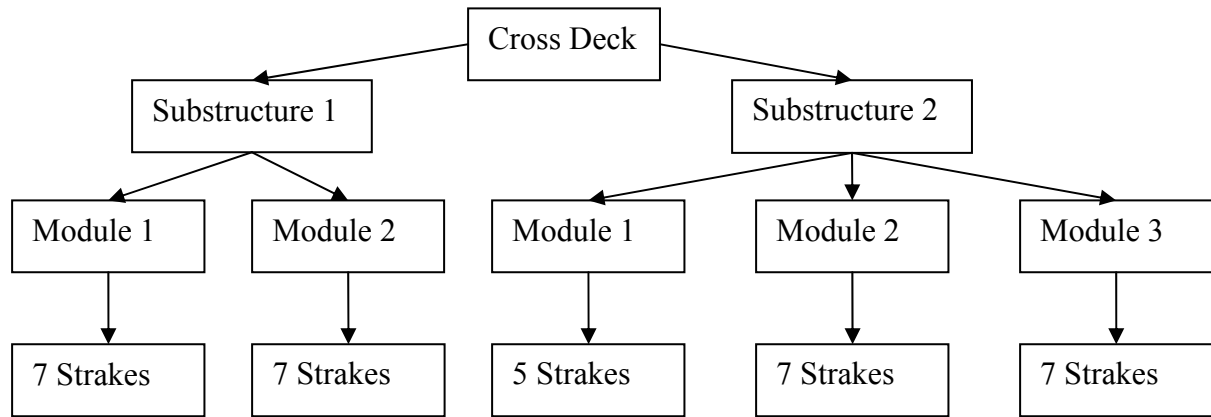 Cross Deck
Substructure 1
Substructure 2
Module 1
Module 2
Module 1
Module 2
Module 3
7 Strakes
7 Strakes
5 Strakes
7 Strakes
7 Strakes